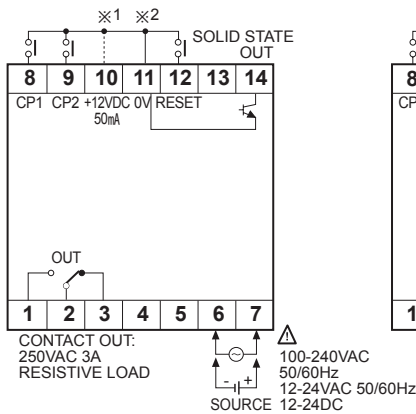 ※1 ※2
SOLID STATE
OUT
8 9 10 11 12 13 14
CP1 CP2 +12VDC 0V RESET
50mA
OUT
1 2 3 4 5 6 7
CONTACT OUT:
250VAC 3A
RESISTIVE LOAD
100-240VAC
50/60Hz
12-24VAC 50/60Hz
- +
SOURCE 12-24DC
8
CP
1